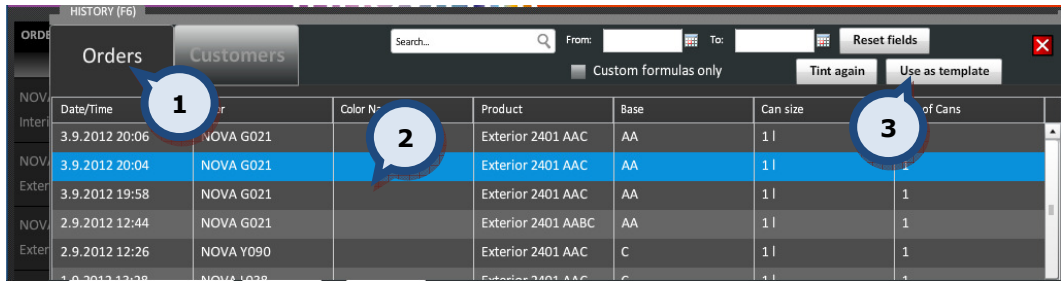 HISTORY (F6)
ORDE
Orders
Customers
Search...
From:
To:
Reset fields
Custom formulas only
Tint again
Use as template
NOV
Interi
NOV
Exter
NOV
Exter
1
2
3
Date/Time Color Na Product Base Can size of Cans
3.9.2012 20:06 NOVA G021 Exterior 2401 AAC AA 1 l
3.9.2012 20:04 NOVA G021 Exterior 2401 AAC AA 1 l 1
3.9.2012 19:58 NOVA G021 Exterior 2401 AAC AA 1 l 1
2.9.2012 12:44 NOVA G021 Exterior 2401 AABC AA 1 l 1
2.9.2012 12:26 NOVA Y090 Exterior 2401 AAC C 1 l 1